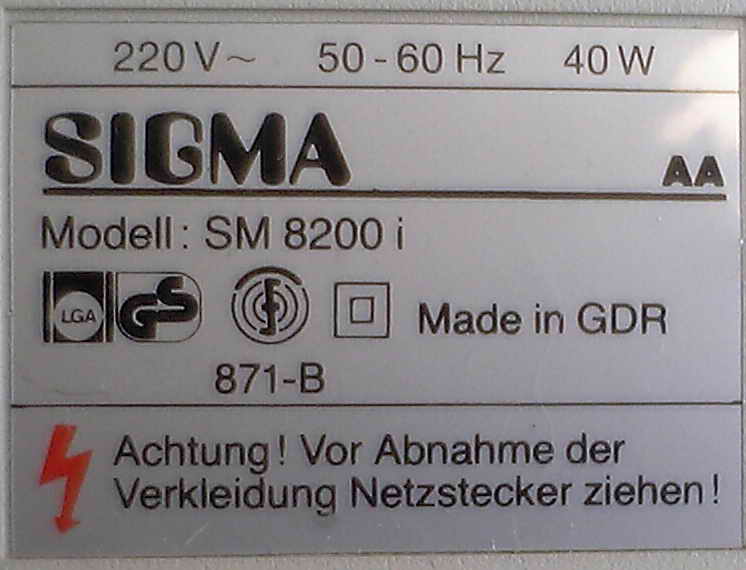 220 V ~ 50 - 60 Hz 40 W
SIGMA AA
Modell: SM 8200 i
LGA GS Made in GDR
871-B
Achtung! Vor Abnahme der
Verkleidung Netzstecker ziehen!